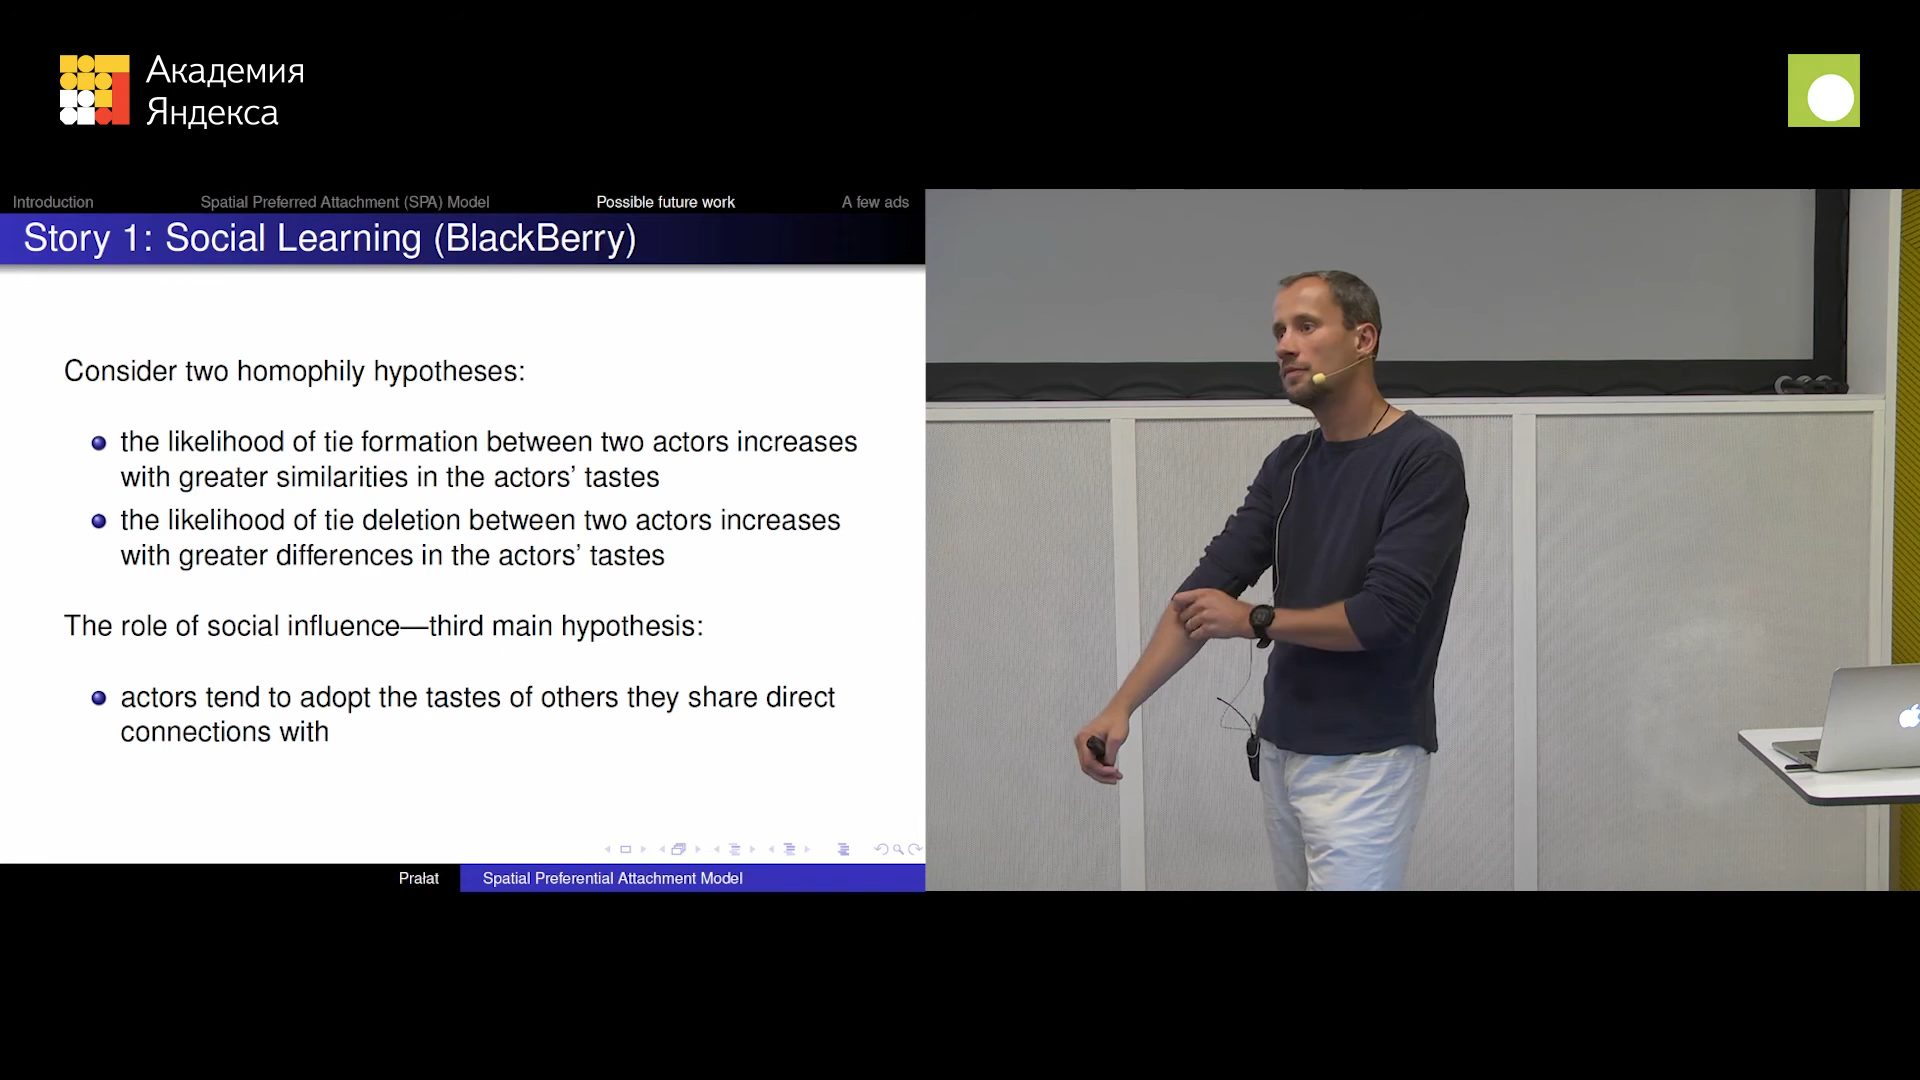 Академия
Яндекса
Introduction
Spatial Preferred Attachment (SPA) Model
Possible future work
A few ads
Story 1: Social Learning (BlackBerry)
Consider two homophily hypotheses:
the likelihood of tie formation between two actors increases
with greater similarities in the actors' tastes
the likelihood of tie deletion between two actors increases
with greater differences in the actors' tastes
The role of social influence—third main hypothesis:
actors tend to adopt the tastes of others they share direct
connections with
Prałat
Spatial Preferential Attachment Model